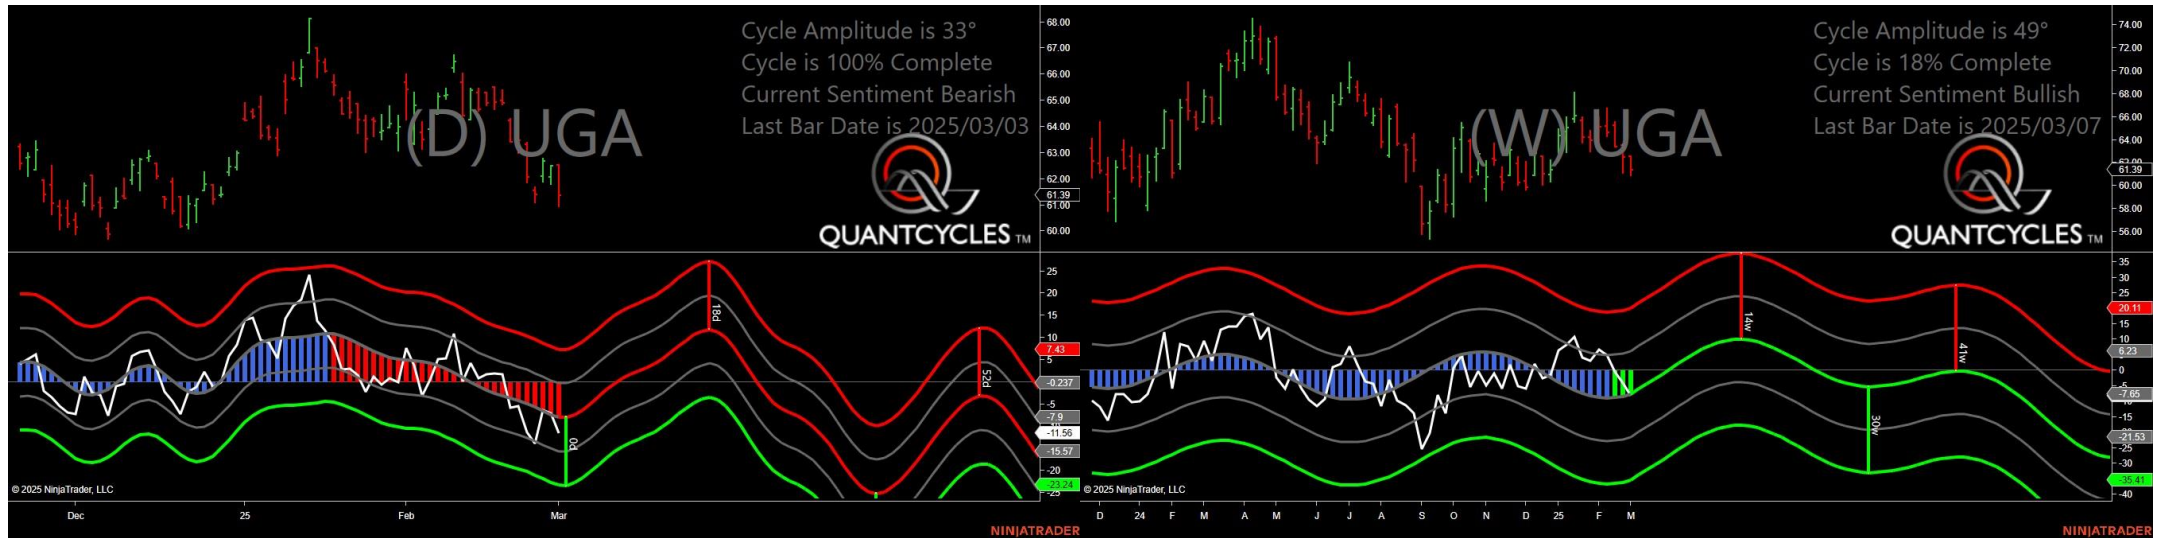 Cycle Amplitude is 33°
Cycle is 100% Complete
Current Sentiment Bearish
Last Bar Date is 2025/03/03
(D) UGA
QUANTCYCLES TM
68.00
67.00
66.00
65.00
64.00
63.00
62.00
61.39
61.00
60.00
25
20
15
10
5
7.43
-0.237
-5
-7.9
-11.56
-15.57
-20
-23.24
-25
18d
52d
0d
© 2025 NinjaTrader, LLC
Dec
25
Feb
Mar
NINJATRADER
Cycle Amplitude is 49°
Cycle is 18% Complete
Current Sentiment Bullish
Last Bar Date is 2025/03/07
(W) UGA
QUANTCYCLES TM
74.00
72.00
70.00
68.00
66.00
64.00
62.00
61.39
60.00
58.00
56.00
35
30
25
20.11
15
10
6.23
0
-5
-7.65
-15
-21.53
-25
-30
-35.41
-40
14w
41w
30w
© 2025 NinjaTrader, LLC
D 24 F M A M J J A S O N D 25 F M
NINJATRADER